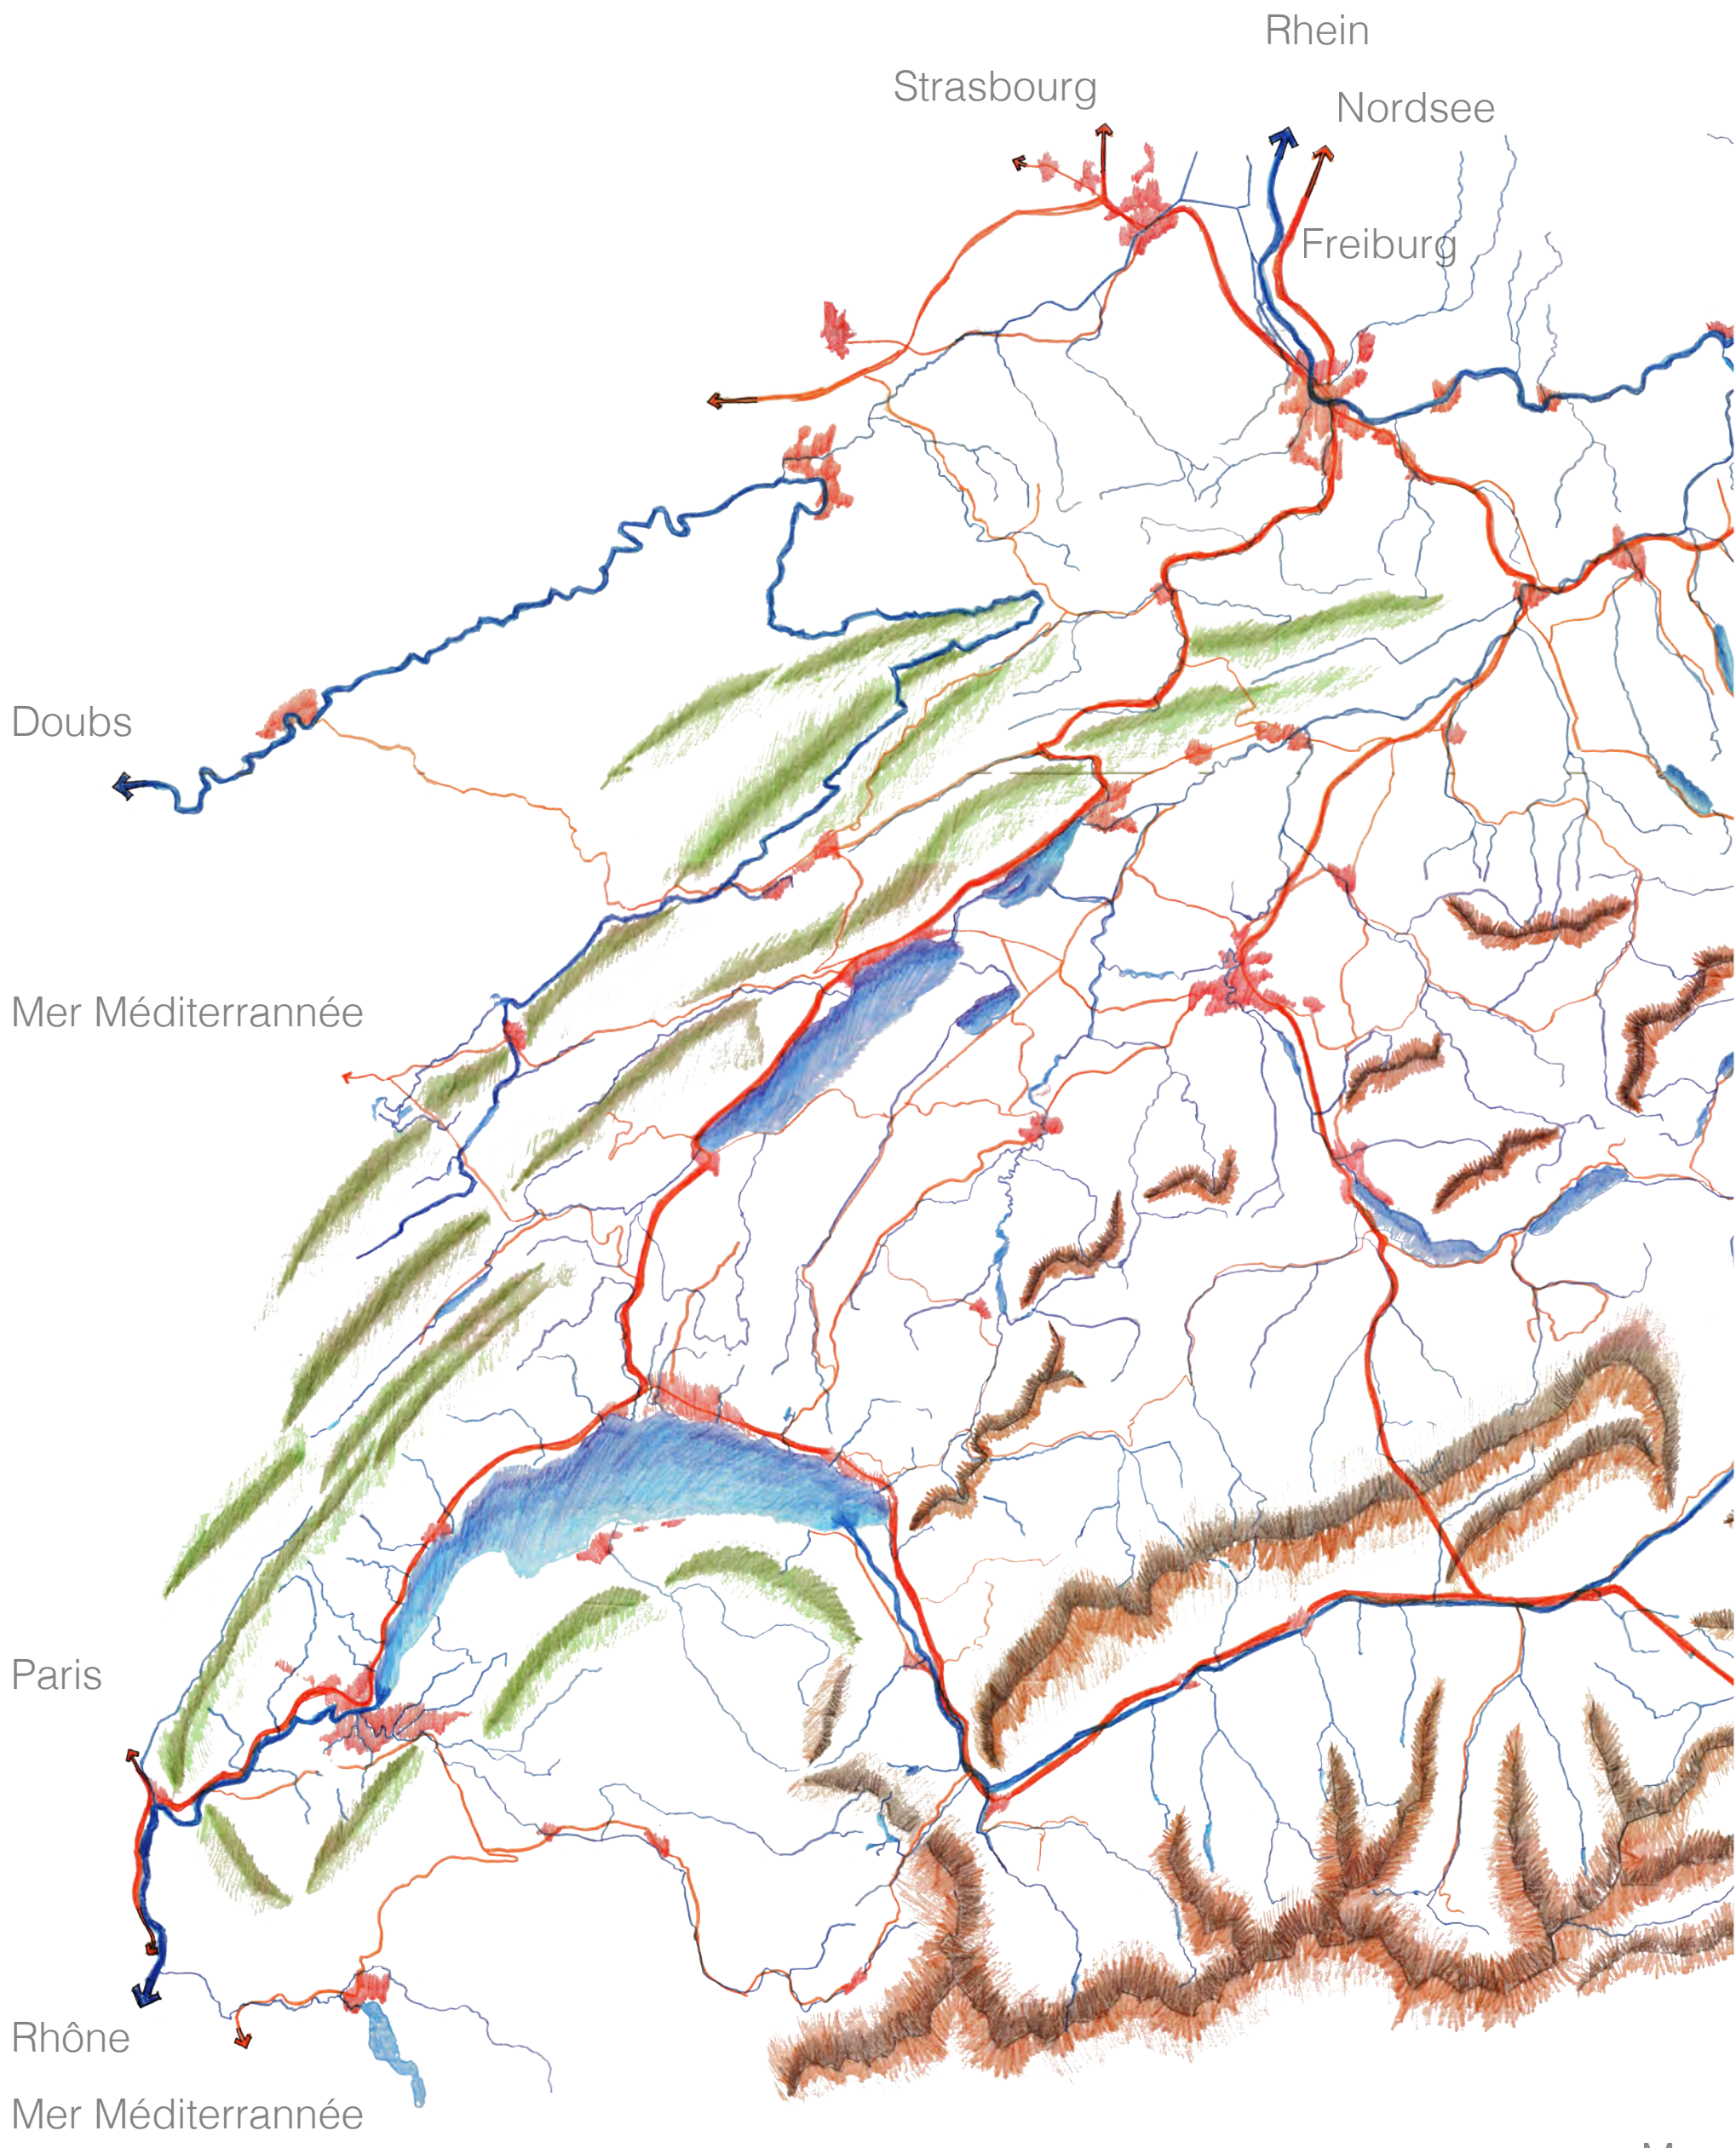 Rhein
Strasbourg
Nordsee
Freiburg
Doubs
Mer Méditerrannée
Paris
Rhône
Mer Méditerrannée